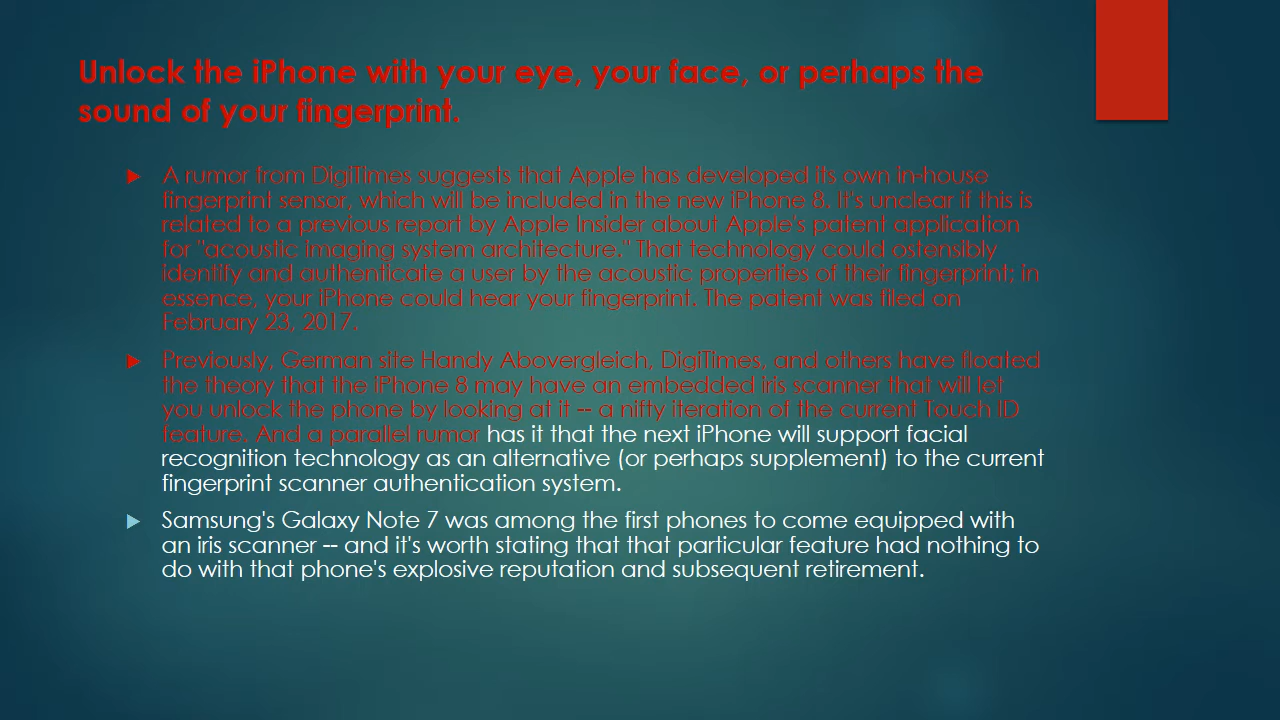 Unlock the iPhone with your eye, your face, or perhaps the
sound of your fingerprint.
A rumor from DigiTimes suggests that Apple has developed its own in-house
fingerprint sensor, which will be included in the new iPhone 8. It's unclear if this is
related to a previous report by Apple Insider about Apple's patent application
for "acoustic imaging system architecture." That technology could ostensibly
identify and authenticate a user by the acoustic properties of their fingerprint; in
essence, your iPhone could hear your fingerprint. The patent was filed on
February 23, 2017.
Previously, German site Handy Abovergleich, DigiTimes, and others have floated
the theory that the iPhone 8 may have an embedded iris scanner that will let
you unlock the phone by looking at it -- a nifty iteration of the current Touch ID
feature. And a parallel rumor has it that the next iPhone will support facial
recognition technology as an alternative (or perhaps supplement) to the current
fingerprint scanner authentication system.
Samsung's Galaxy Note 7 was among the first phones to come equipped with
an iris scanner -- and it's worth stating that that particular feature had nothing to
do with that phone's explosive reputation and subsequent retirement.